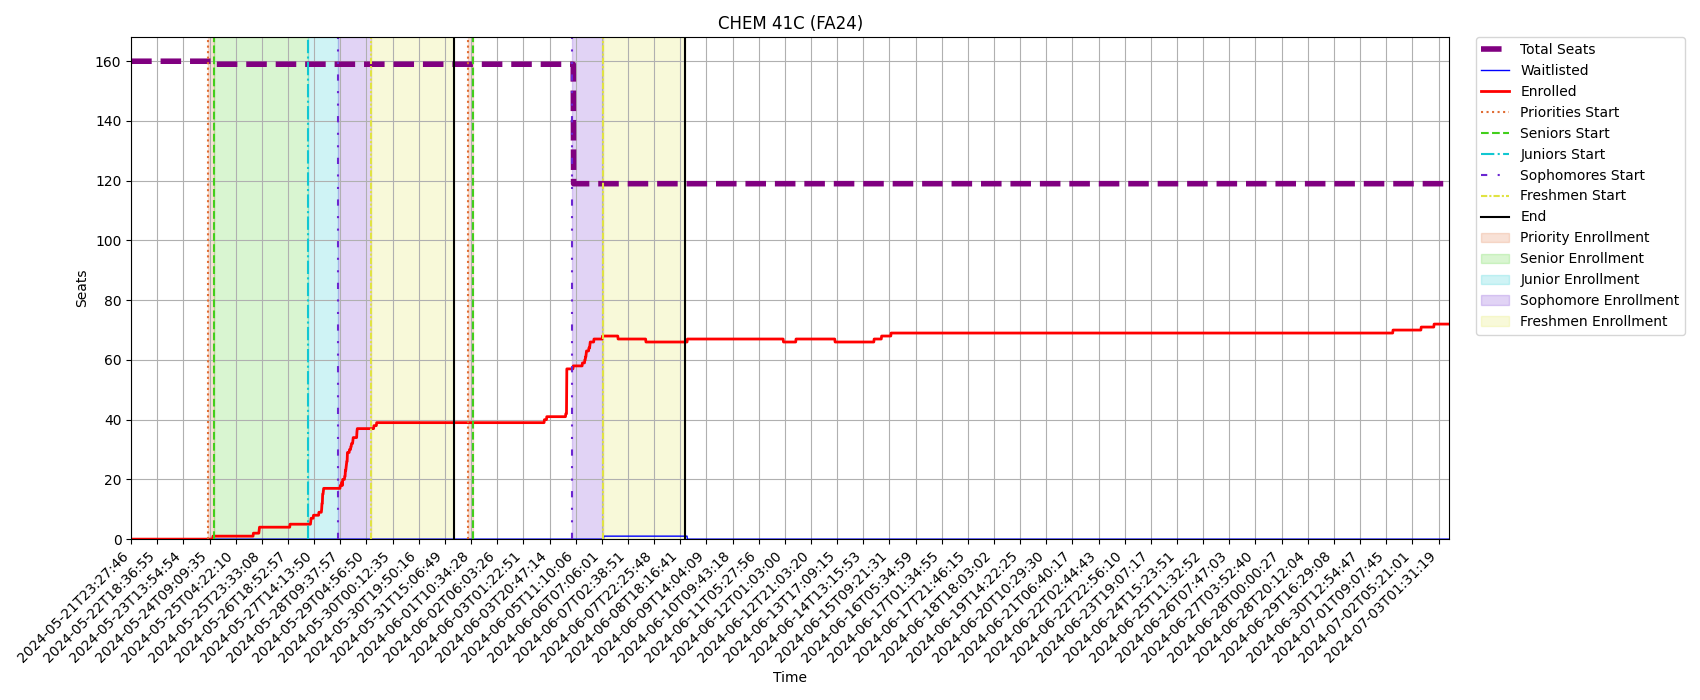 CHEM 41C (FA24)
Seats
160
140
120
100
80
60
40
20
0
2024-05-21T23:27:46
2024-05-22T18:36:55
2024-05-23T13:54:54
2024-05-24T09:09:35
2024-05-25T04:22:10
2024-05-25T23:33:08
2024-05-26T18:52:57
2024-05-27T14:13:50
2024-05-28T09:37:57
2024-05-29T04:56:50
2024-05-30T00:12:35
2024-05-30T19:50:16
2024-05-31T15:06:49
2024-06-01T10:34:28
2024-06-02T06:03:26
2024-06-03T01:22:51
2024-06-03T20:47:14
2024-06-05T11:10:06
2024-06-06T07:06:01
2024-06-07T02:38:51
2024-06-07T22:25:48
2024-06-08T18:16:41
2024-06-09T14:04:09
2024-06-10T09:43:18
2024-06-11T05:27:56
2024-06-12T01:03:00
2024-06-12T21:03:20
2024-06-13T17:09:15
2024-06-14T13:15:53
2024-06-15T09:21:31
2024-06-16T05:34:59
2024-06-17T01:34:55
2024-06-17T21:46:15
2024-06-18T18:03:02
2024-06-19T14:22:25
2024-06-20T10:29:30
2024-06-21T06:40:17
2024-06-22T02:44:43
2024-06-22T22:56:10
2024-06-23T19:07:17
2024-06-24T15:23:51
2024-06-25T11:32:52
2024-06-26T07:47:03
2024-06-27T03:52:40
2024-06-28T00:00:27
2024-06-28T20:12:04
2024-06-29T16:29:08
2024-06-30T12:54:47
2024-07-01T09:07:45
2024-07-02T05:21:01
2024-07-03T01:31:19
Time
Total Seats
Waitlisted
Enrolled
Priorities Start
Seniors Start
Juniors Start
Sophomores Start
Freshmen Start
End
Priority Enrollment
Senior Enrollment
Junior Enrollment
Sophomore Enrollment
Freshmen Enrollment